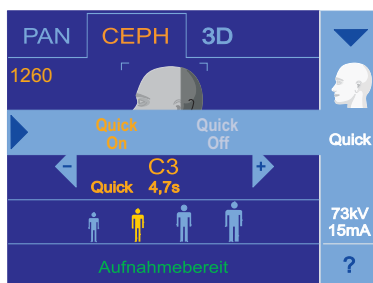 PAN CEPH 3D
1260
Quick On Quick Off Quick
− C3 +
Quick 4,7s
73kV
15mA
Aufnahmebereit ?